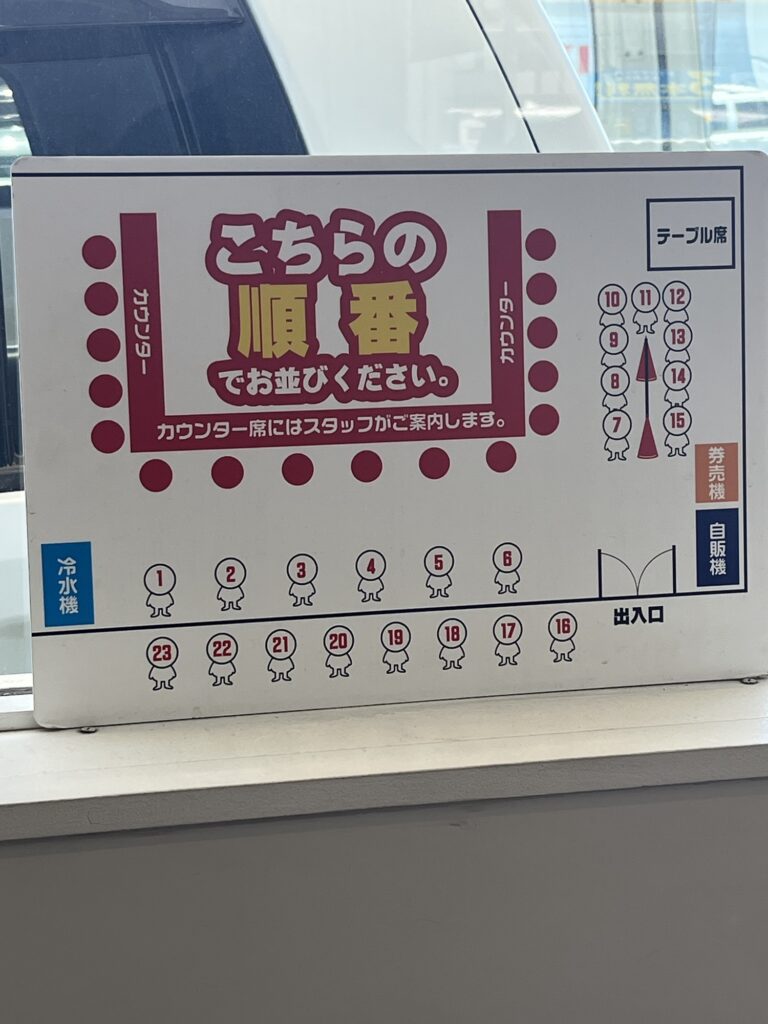 こちらの
順番
でお並びください。
カウンター席にはスタッフがご案内します。
カウンター
カウンター
テーブル席
10 11 12
9 13
8 14
7 15
券売機
自販機
冷水機
1 2 3 4 5 6
出入口
23 22 21 20 19 18 17 16